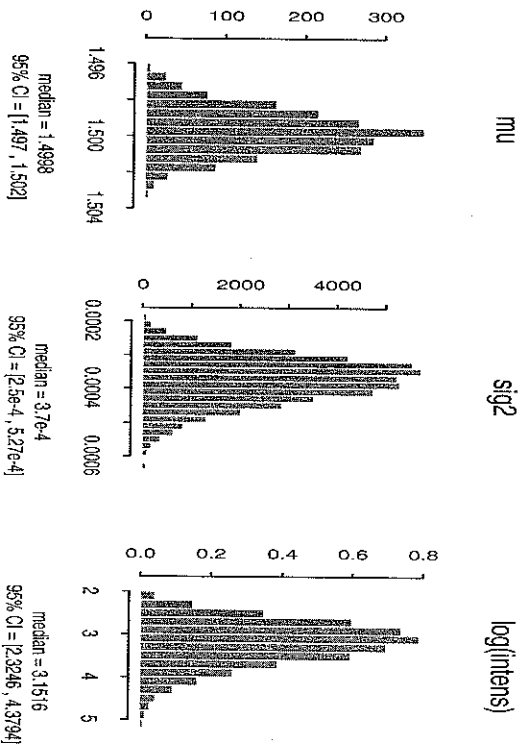 mu
0 100 200 300
1.496 1.500 1.504
median = 1.4998
95% CI = [1.497 , 1.502]
sig2
0 2000 4000
0.0002 0.0004 0.0006
median = 3.7e-4
95% CI = [2.5e-4 , 5.27e-4]
log(intens)
0.0 0.2 0.4 0.6 0.8
2 3 4 5
median = 3.1516
95% CI = [2.3246 , 4.3794]